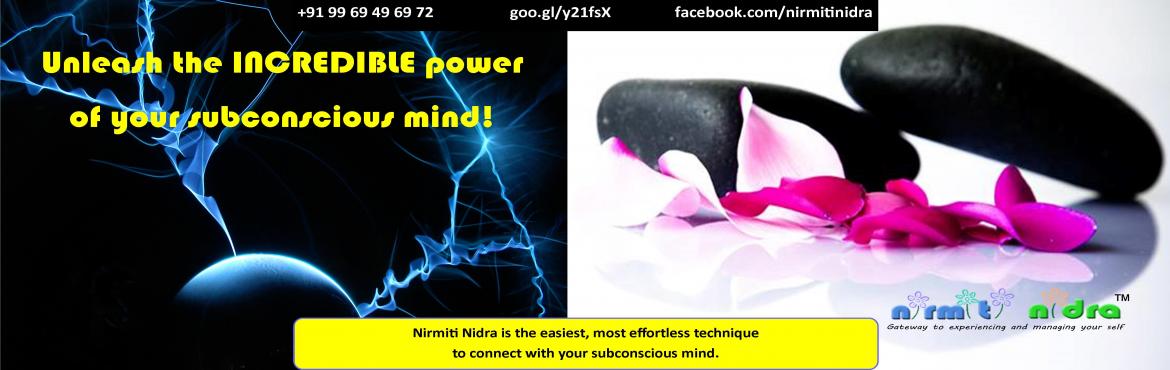 +91 99 69 49 69 72 goo.gl/y21fsX facebook.com/nirmitinidra
Unleash the INCREDIBLE power
of your subconscious mind!
nirmiti nidra TM
Gateway to experiencing and managing your self
Nirmiti Nidra is the easiest, most effortless technique
to connect with your subconscious mind.